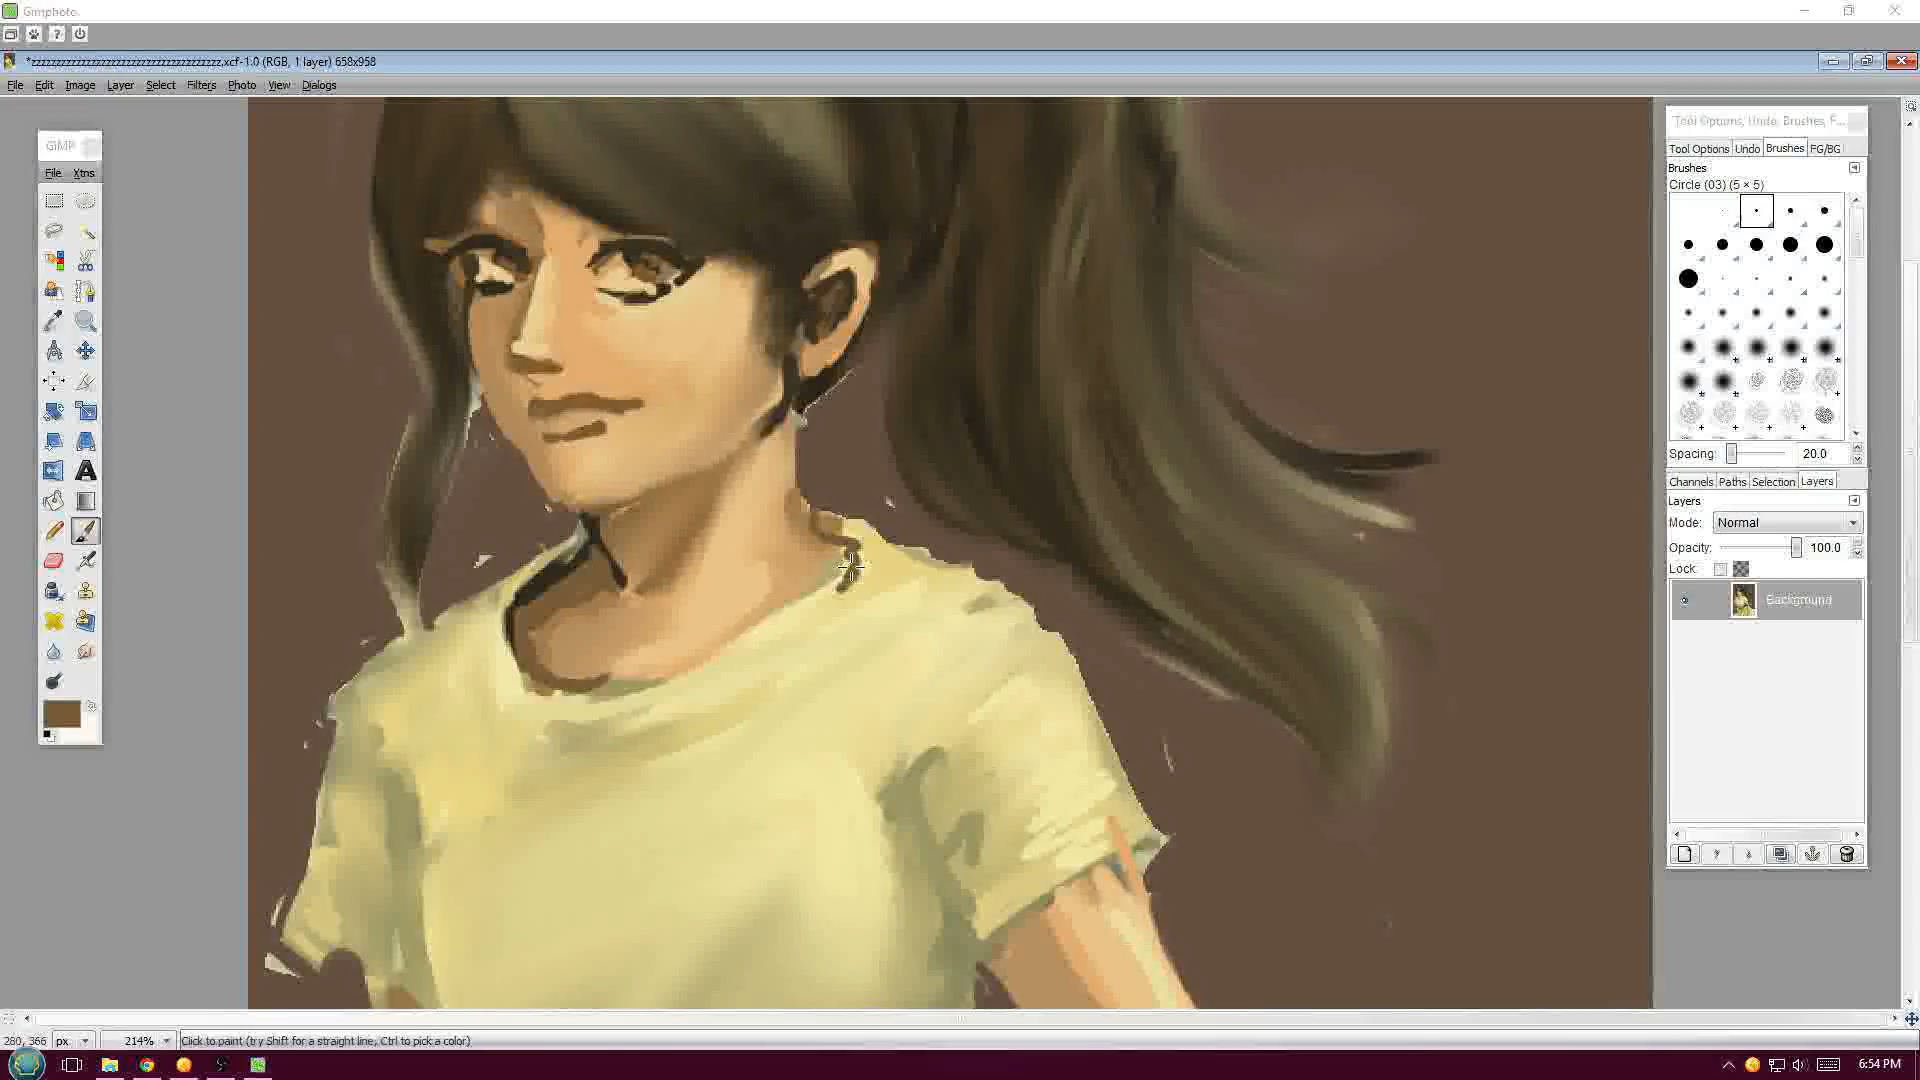 Gimphoto
*zzzzzzzzzzzzzzzzzzzzzzzzzzzzzzzzzzzzzzz.xcf-1.0 (RGB, 1 layer) 658x958
File Edit Image Layer Select Filters Photo View Dialogs
GIMP
File Xtns
Tool Options, Undo, Brushes, F...
Tool Options Undo Brushes FG/BG
Brushes
Circle (03) (5 × 5)
Spacing: 20.0
Channels Paths Selection Layers
Layers
Mode: Normal
Opacity: 100.0
Lock:
Background
280, 366 px 214% Click to paint (try Shift for a straight line, Ctrl to pick a color)
6:54 PM